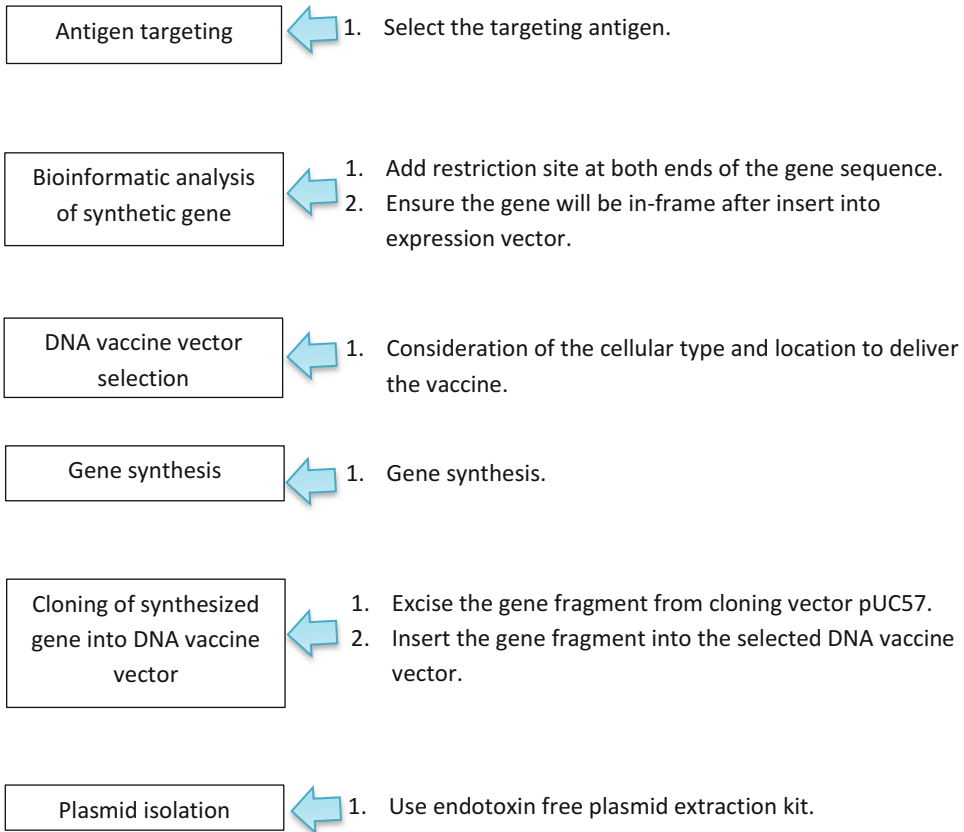 Antigen targeting
1. Select the targeting antigen.
Bioinformatic analysis
of synthetic gene
1. Add restriction site at both ends of the gene sequence.
2. Ensure the gene will be in-frame after insert into
expression vector.
DNA vaccine vector
selection
1. Consideration of the cellular type and location to deliver
the vaccine.
Gene synthesis
1. Gene synthesis.
Cloning of synthesized
gene into DNA vaccine
vector
1. Excise the gene fragment from cloning vector pUC57.
2. Insert the gene fragment into the selected DNA vaccine
vector.
Plasmid isolation
1. Use endotoxin free plasmid extraction kit.